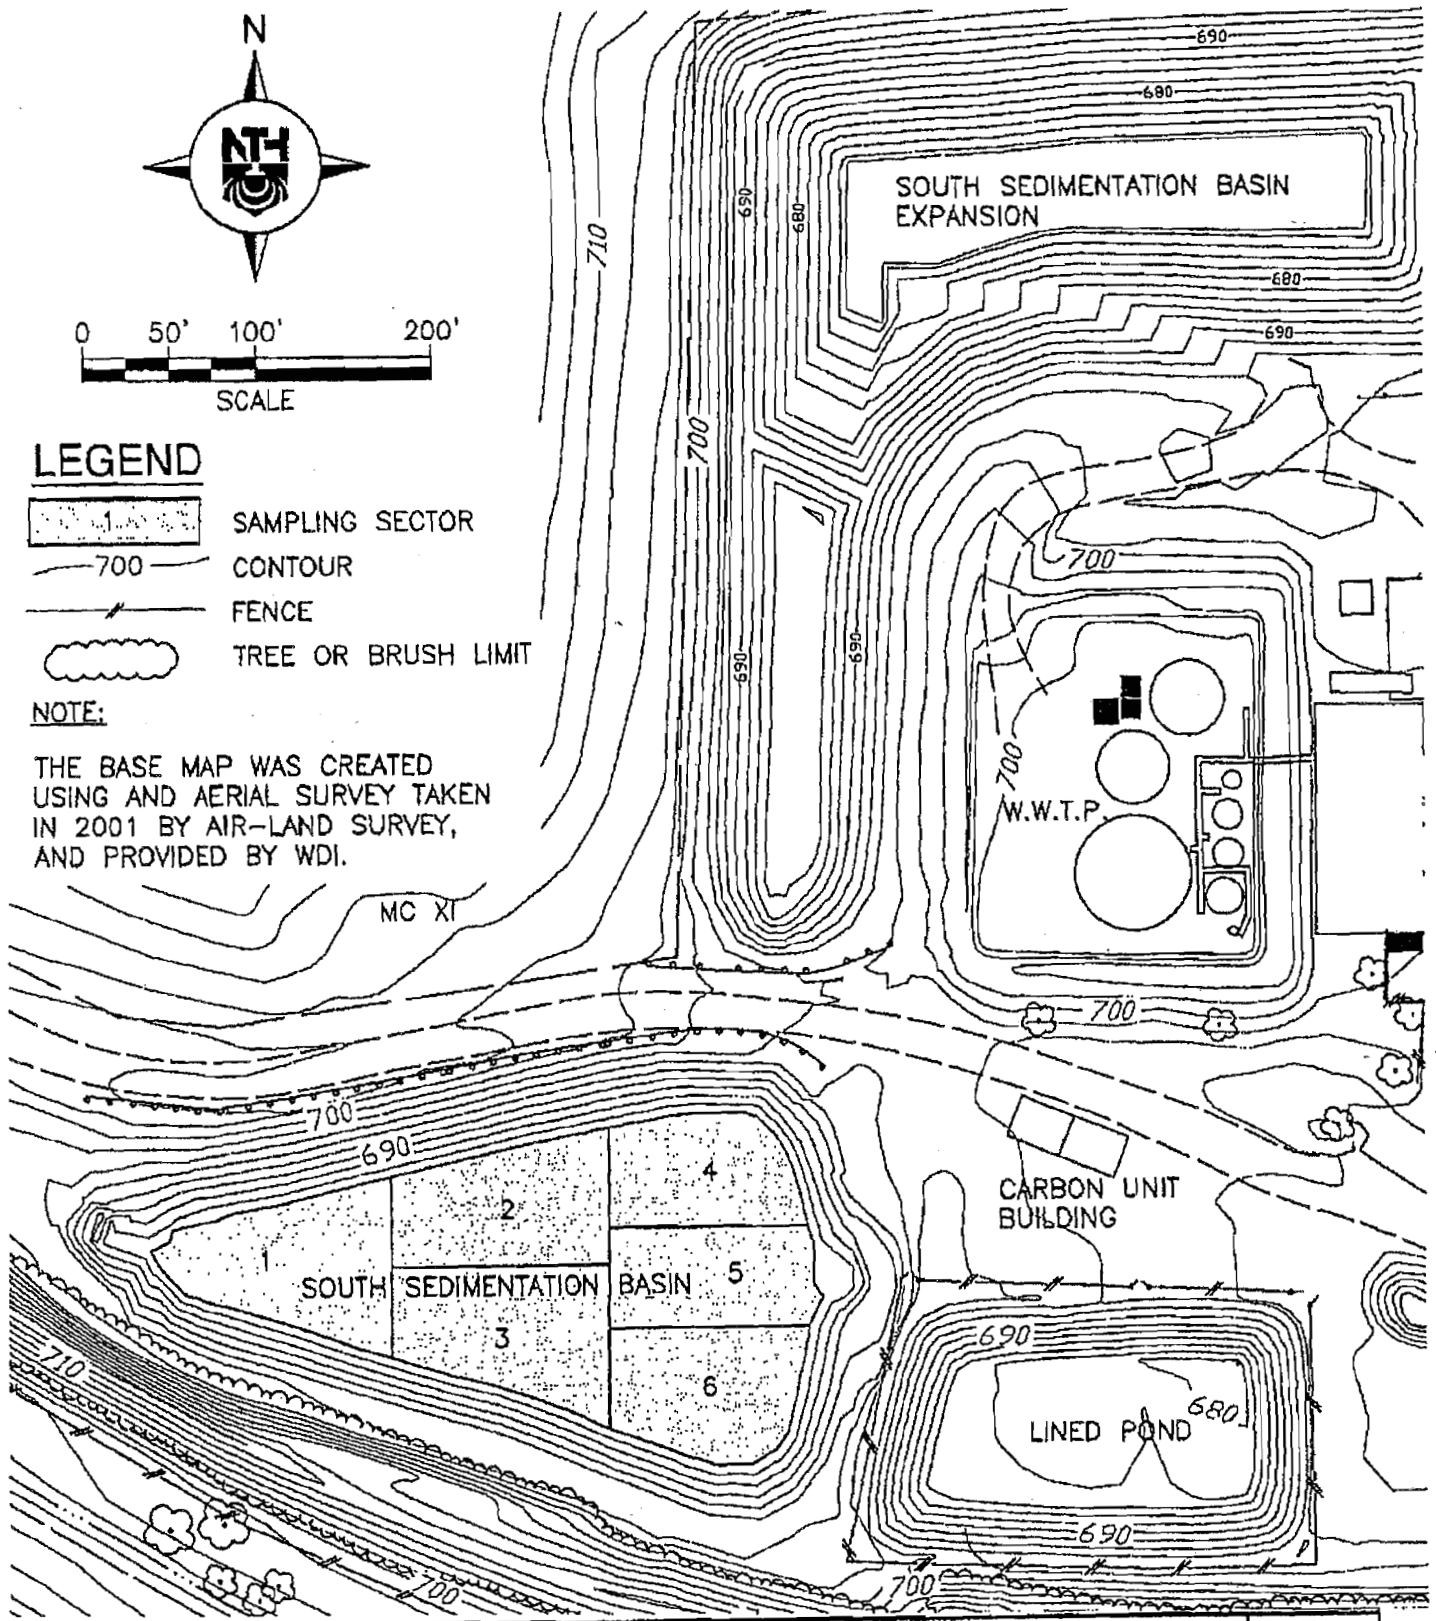 N
NTH
0 50' 100' 200'
SCALE
LEGEND
1 SAMPLING SECTOR
700 CONTOUR
FENCE
TREE OR BRUSH LIMIT
NOTE:
THE BASE MAP WAS CREATED
USING AND AERIAL SURVEY TAKEN
IN 2001 BY AIR-LAND SURVEY,
AND PROVIDED BY WDI.
690
680
SOUTH SEDIMENTATION BASIN
EXPANSION
690
680
710
680
690
700
700
690
690
700
W.W.T.P.
MC XI
700
700
690
CARBON UNIT
BUILDING
4
2
1
SOUTH SEDIMENTATION BASIN
5
3
6
690
680
LINED POND
690
710
700
700